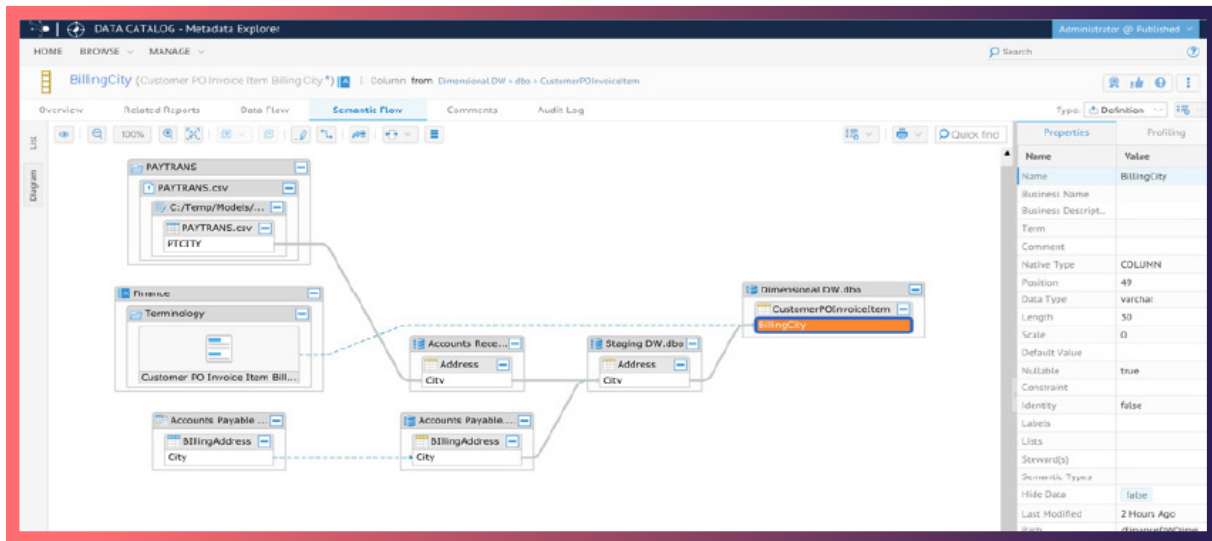 DATA CATALOG - Metadata Explorer
Administrator @ Published
HOME BROWSE MANAGE
Search
BillingCity (Customer PO Invoice Item Billing City*) | Column from Dimensional DW › dbo › CustomerPOInvoiceItem
Overview Related Reports Data Flow Semantic Flow Comments Audit Log
Type: Definition
List
Diagram
100%
Quick find
PAYTRANS
PAYTRANS.csv
C:/Temp/Models/...
PAYTRANS.csv
PTCITY
Finance
Terminology
Customer PO Invoice Item Bill...
Accounts Payable ...
BillingAddress
City
Accounts Rece...
Address
City
Accounts Payable....
BillingAddress
City
Staging DW.dbo
Address
City
Dimensional DW.dbo
CustomerPOInvoiceItem
BillingCity
Properties Profiling
Name Value
Name BillingCity
Business Name
Business Descript...
Term
Comment
Native Type COLUMN
Position 49
Data Type varchar
Length 50
Scale 0
Default Value
Nullable true
Constraint
Identity false
Labels
Lists
Steward(s)
Semantic Types
Hide Data false
Last Modified 2 Hours Ago
Path